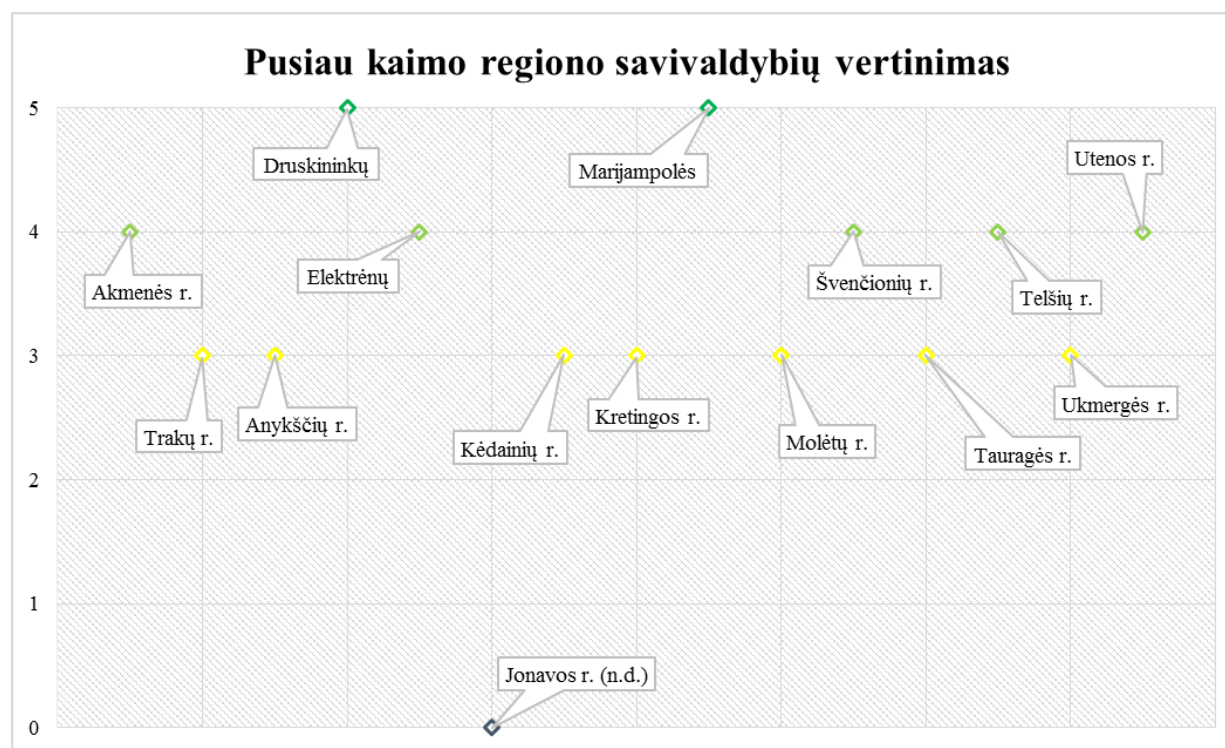 Pusiau kaimo regiono savivaldybių vertinimas
5
Druskininkų
Marijampolės
Utenos r.
4
Akmenės r.
Elektrėnų
Švenčionių r.
Telšių r.
3
Trakų r.
Anykščių r.
Kėdainių r.
Kretingos r.
Molėtų r.
Tauragės r.
Ukmergės r.
2
1
Jonavos r. (n.d.)
0